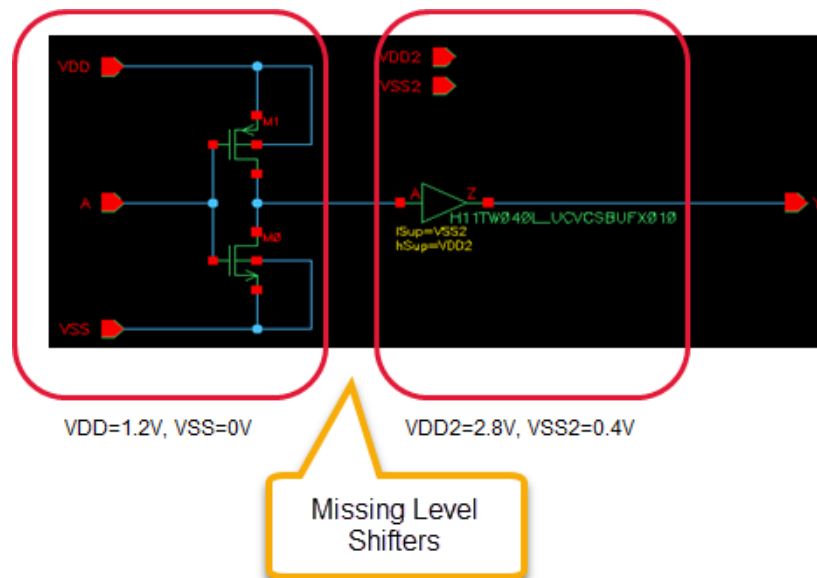 VDD
VDD2
VSS2
M1
A
A
Z
H11TW040L_UCVCSBUFX010
lSup=VSS2
hSup=VDD2
M0
VSS
VDD=1.2V, VSS=0V
VDD2=2.8V, VSS2=0.4V
Missing Level
Shifters